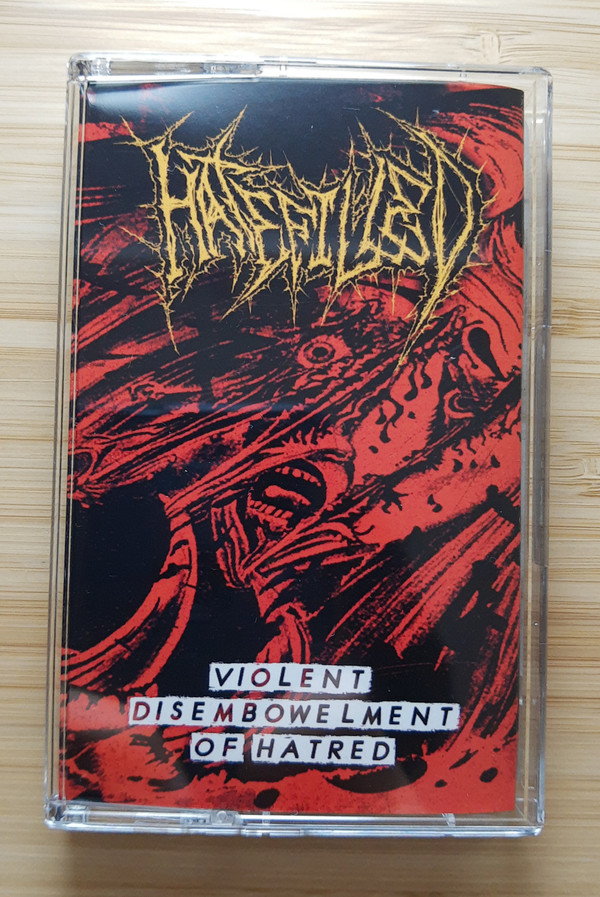 HATEFILLED
VIOLENT
DISEMBOWELMENT
OF HATRED